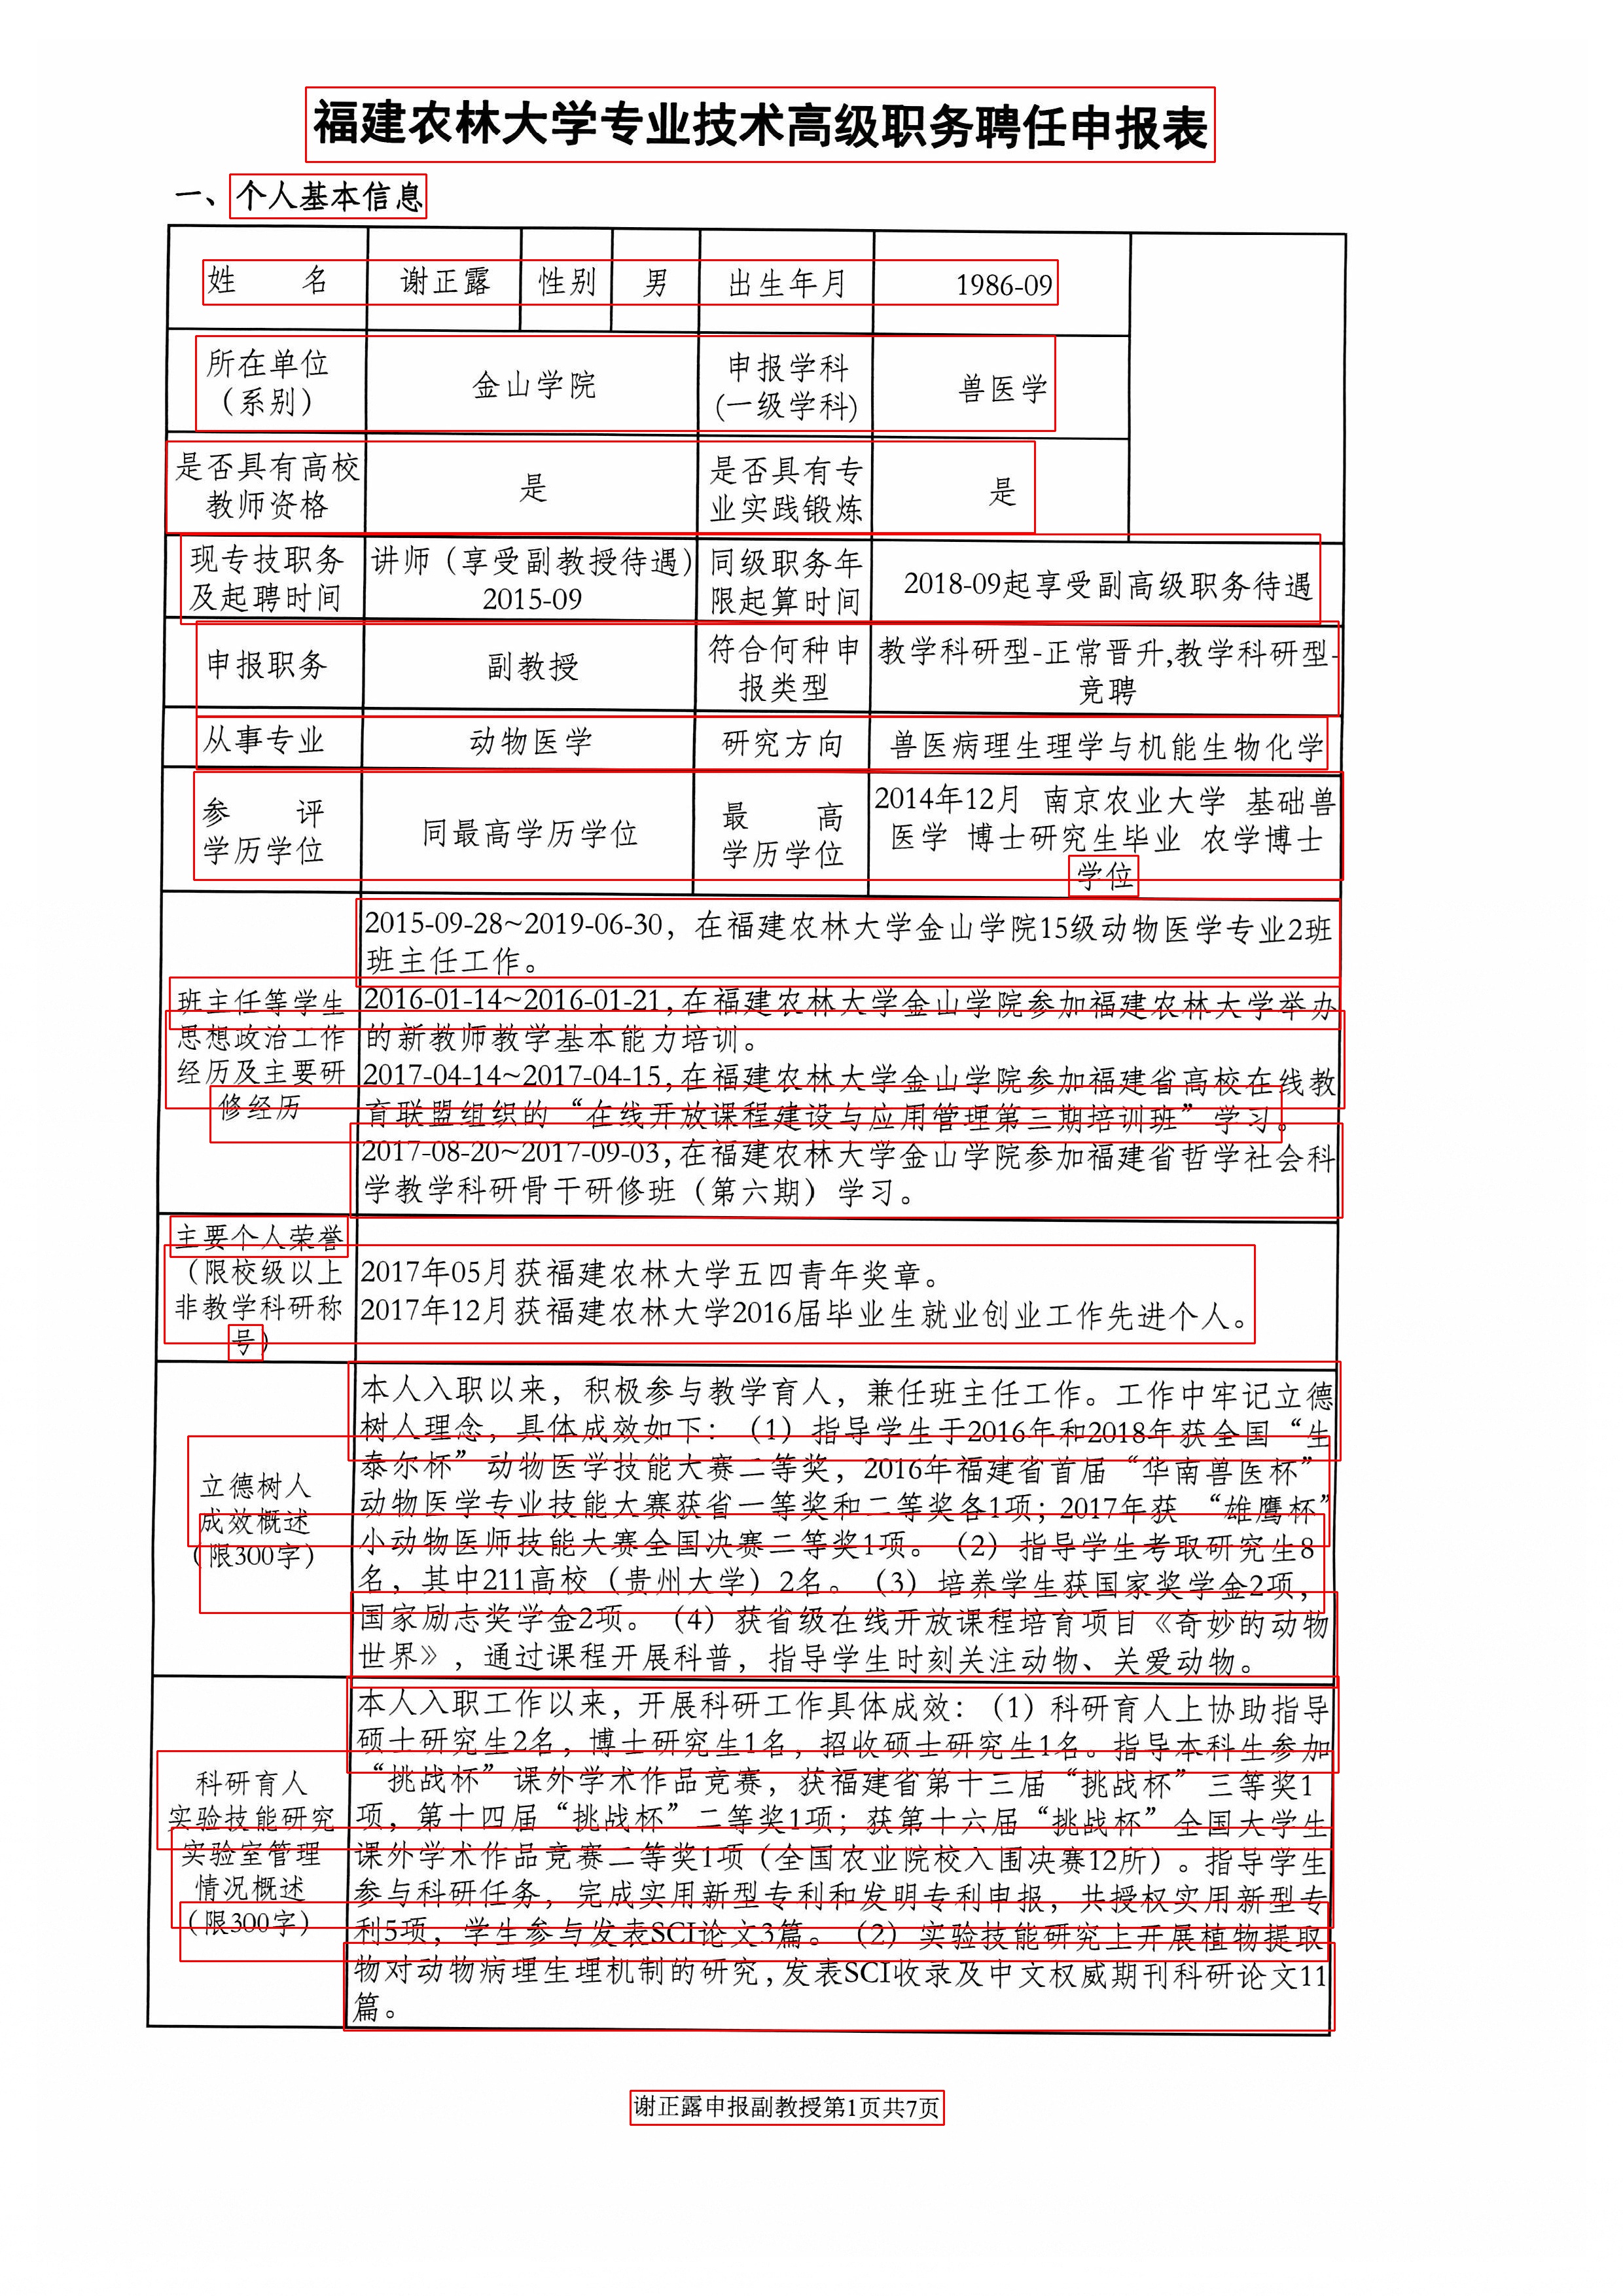 福建农林大学专业技术高级职务聘任申报表
一、个人基本信息
姓 名 谢正露 性别 男 出生年月 1986-09
所在单位
（系别）
金山学院
申报学科
(一级学科)
兽医学
是否具有高校
教师资格
是
是否具有专
业实践锻炼
是
现专技职务
及起聘时间
讲师（享受副教授待遇）
2015-09
同级职务年
限起算时间
2018-09起享受副高级职务待遇
申报职务
副教授
符合何种申
报类型
教学科研型-正常晋升,教学科研型-
竞聘
从事专业 动物医学 研究方向 兽医病理生理学与机能生物化学
参 评
学历学位
同最高学历学位
最 高
学历学位
2014年12月 南京农业大学 基础兽
医学 博士研究生毕业 农学博士
学位
班主任等学生
思想政治工作
经历及主要研
修经历
2015-09-28~2019-06-30，在福建农林大学金山学院15级动物医学专业2班
班主任工作。
2016-01-14~2016-01-21,在福建农林大学金山学院参加福建农林大学举办
的新教师教学基本能力培训。
2017-04-14~2017-04-15,在福建农林大学金山学院参加福建省高校在线教
育联盟组织的“在线开放课程建设与应用管理第三期培训班”学习。
2017-08-20~2017-09-03,在福建农林大学金山学院参加福建省哲学社会科
学教学科研骨干研修班（第六期）学习。
主要个人荣誉
（限校级以上
非教学科研称
号）
2017年05月获福建农林大学五四青年奖章。
2017年12月获福建农林大学2016届毕业生就业创业工作先进个人。
立德树人
成效概述
（限300字）
本人入职以来，积极参与教学育人，兼任班主任工作。工作中牢记立德
树人理念，具体成效如下：（1）指导学生于2016年和2018年获全国“生
泰尔杯”动物医学技能大赛二等奖，2016年福建省首届“华南兽医杯”
动物医学专业技能大赛获省一等奖和二等奖各1项；2017年获 “雄鹰杯”
小动物医师技能大赛全国决赛二等奖1项。（2）指导学生考取研究生8
名，其中211高校（贵州大学）2名。（3）培养学生获国家奖学金2项，
国家励志奖学金2项。（4）获省级在线开放课程培育项目《奇妙的动物
世界》，通过课程开展科普，指导学生时刻关注动物、关爱动物。
科研育人
实验技能研究
实验室管理
情况概述
（限300字）
本人入职工作以来，开展科研工作具体成效：（1）科研育人上协助指导
硕士研究生2名，博士研究生1名，招收硕士研究生1名。指导本科生参加
“挑战杯”课外学术作品竞赛，获福建省第十三届“挑战杯”三等奖1
项，第十四届“挑战杯”二等奖1项；获第十六届“挑战杯”全国大学生
课外学术作品竞赛二等奖1项（全国农业院校入围决赛12所）。指导学生
参与科研任务，完成实用新型专利和发明专利申报，共授权实用新型专
利5项，学生参与发表SCI论文3篇。（2）实验技能研究上开展植物提取
物对动物病理生理机制的研究,发表SCI收录及中文权威期刊科研论文11
篇。
谢正露申报副教授第1页共7页